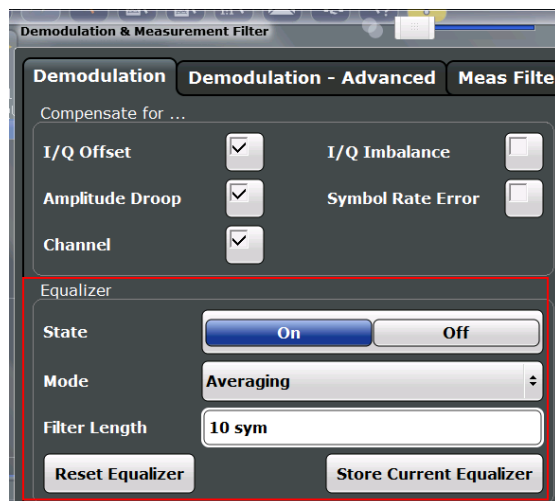 Demodulation & Measurement Filter
Demodulation Demodulation - Advanced Meas Filte
Compensate for ...
I/Q Offset I/Q Imbalance
Amplitude Droop Symbol Rate Error
Channel
Equalizer
State On Off
Mode Averaging
Filter Length 10 sym
Reset Equalizer Store Current Equalizer